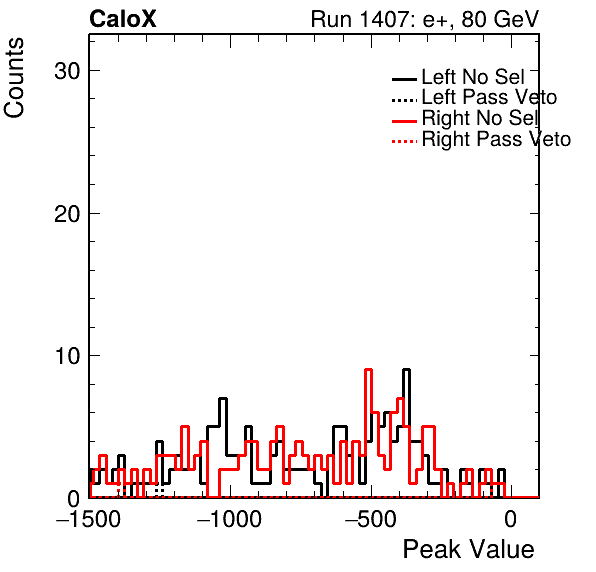 CaloX Run 1407: e+, 80 GeV
Counts
30
20
10
0
Left No Sel
Left Pass Veto
Right No Sel
Right Pass Veto
−1500 −1000 −500 0
Peak Value